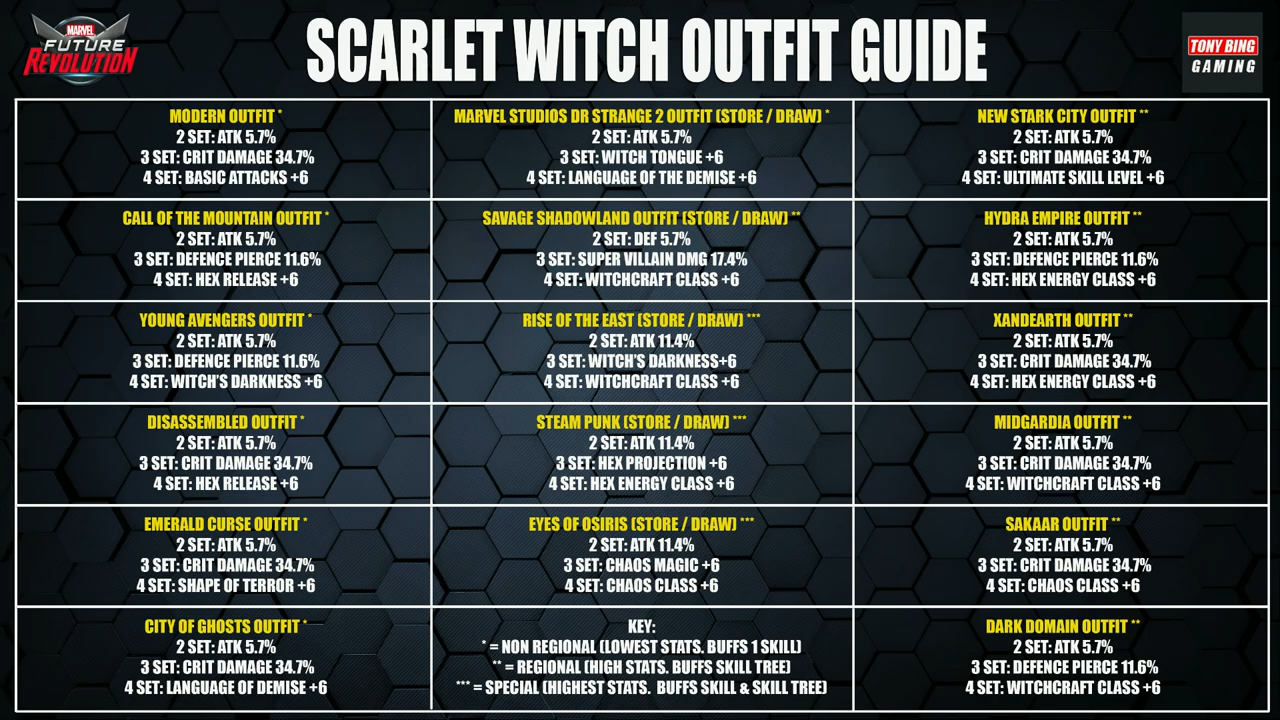 MARVEL
FUTURE
REVOLUTION
SCARLET WITCH OUTFIT GUIDE
TONY BING
GAMING
MODERN OUTFIT *
2 SET: ATK 5.7%
3 SET: CRIT DAMAGE 34.7%
4 SET: BASIC ATTACKS +6
MARVEL STUDIOS DR STRANGE 2 OUTFIT (STORE / DRAW) *
2 SET: ATK 5.7%
3 SET: WITCH TONGUE +6
4 SET: LANGUAGE OF THE DEMISE +6
NEW STARK CITY OUTFIT **
2 SET: ATK 5.7%
3 SET: CRIT DAMAGE 34.7%
4 SET: ULTIMATE SKILL LEVEL +6
CALL OF THE MOUNTAIN OUTFIT *
2 SET: ATK 5.7%
3 SET: DEFENCE PIERCE 11.6%
4 SET: HEX RELEASE +6
SAVAGE SHADOWLAND OUTFIT (STORE / DRAW) **
2 SET: DEF 5.7%
3 SET: SUPER VILLAIN DMG 17.4%
4 SET: WITCHCRAFT CLASS +6
HYDRA EMPIRE OUTFIT **
2 SET: ATK 5.7%
3 SET: DEFENCE PIERCE 11.6%
4 SET: HEX ENERGY CLASS +6
YOUNG AVENGERS OUTFIT *
2 SET: ATK 5.7%
3 SET: DEFENCE PIERCE 11.6%
4 SET: WITCH'S DARKNESS +6
RISE OF THE EAST (STORE / DRAW) ***
2 SET: ATK 11.4%
3 SET: WITCH'S DARKNESS+6
4 SET: WITCHCRAFT CLASS +6
XANDEARTH OUTFIT **
2 SET: ATK 5.7%
3 SET: CRIT DAMAGE 34.7%
4 SET: HEX ENERGY CLASS +6
DISASSEMBLED OUTFIT *
2 SET: ATK 5.7%
3 SET: CRIT DAMAGE 34.7%
4 SET: HEX RELEASE +6
STEAM PUNK (STORE / DRAW) ***
2 SET: ATK 11.4%
3 SET: HEX PROJECTION +6
4 SET: HEX ENERGY CLASS +6
MIDGARDIA OUTFIT **
2 SET: ATK 5.7%
3 SET: CRIT DAMAGE 34.7%
4 SET: WITCHCRAFT CLASS +6
EMERALD CURSE OUTFIT *
2 SET: ATK 5.7%
3 SET: CRIT DAMAGE 34.7%
4 SET: SHAPE OF TERROR +6
EYES OF OSIRIS (STORE / DRAW) ***
2 SET: ATK 11.4%
3 SET: CHAOS MAGIC +6
4 SET: CHAOS CLASS +6
SAKAAR OUTFIT **
2 SET: ATK 5.7%
3 SET: CRIT DAMAGE 34.7%
4 SET: CHAOS CLASS +6
CITY OF GHOSTS OUTFIT *
2 SET: ATK 5.7%
3 SET: CRIT DAMAGE 34.7%
4 SET: LANGUAGE OF DEMISE +6
KEY:
* = NON REGIONAL (LOWEST STATS. BUFFS 1 SKILL)
** = REGIONAL (HIGH STATS. BUFFS SKILL TREE)
*** = SPECIAL (HIGHEST STATS. BUFFS SKILL & SKILL TREE)
DARK DOMAIN OUTFIT **
2 SET: ATK 5.7%
3 SET: DEFENCE PIERCE 11.6%
4 SET: WITCHCRAFT CLASS +6